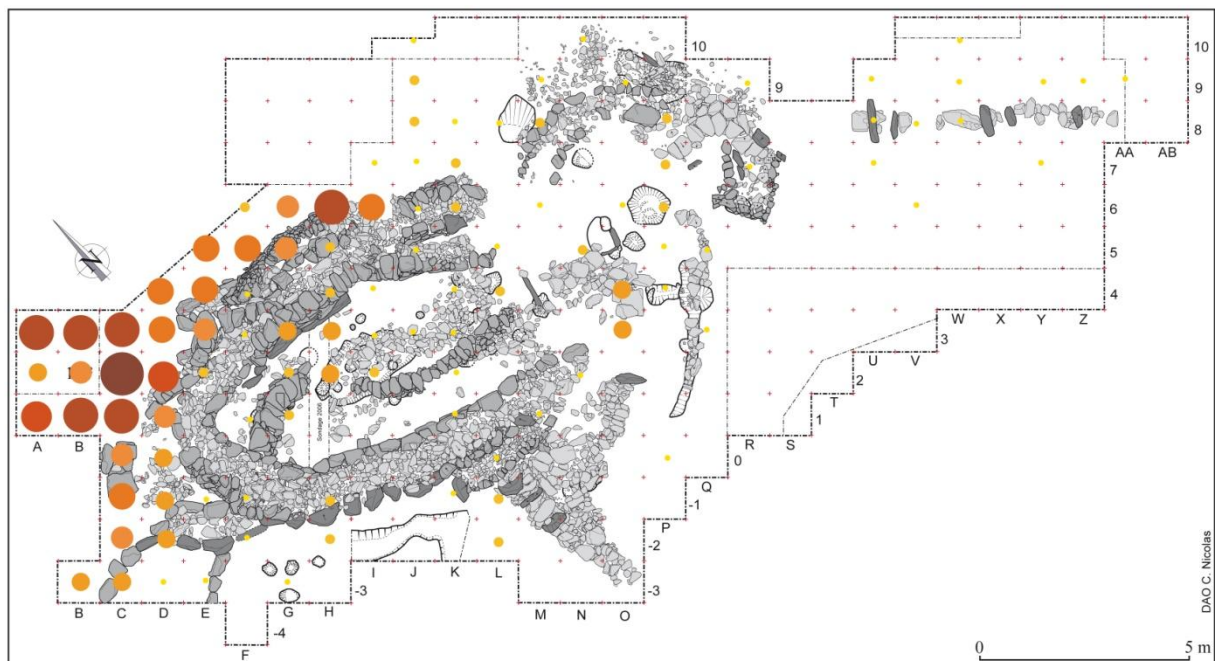 10
9
10
9
8
AA AB
7
6
5
4
W X Y Z
3
U V
2
T
1
R S
0
Q
-1
P
-2
-3
M N O
A B
Sondage 2006
N
I J K L
-3
B C D E
G H
-4
F
DAO C. Nicolas
0 5 m